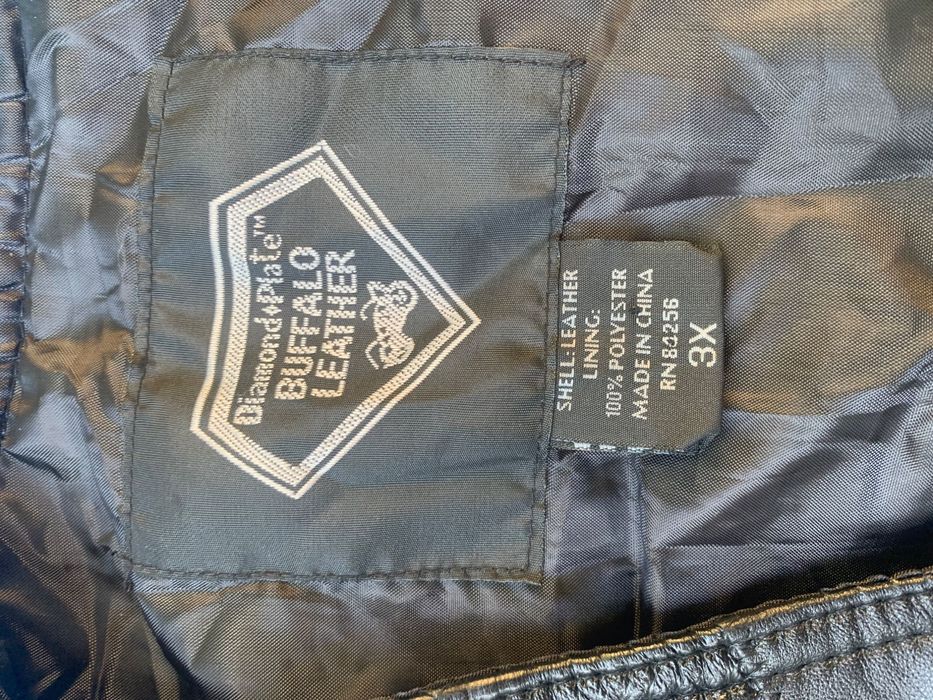 Diamond Plate™
BUFFALO
LEATHER
SHELL: LEATHER
LINING:
100% POLYESTER
MADE IN CHINA
RN 84256
3X